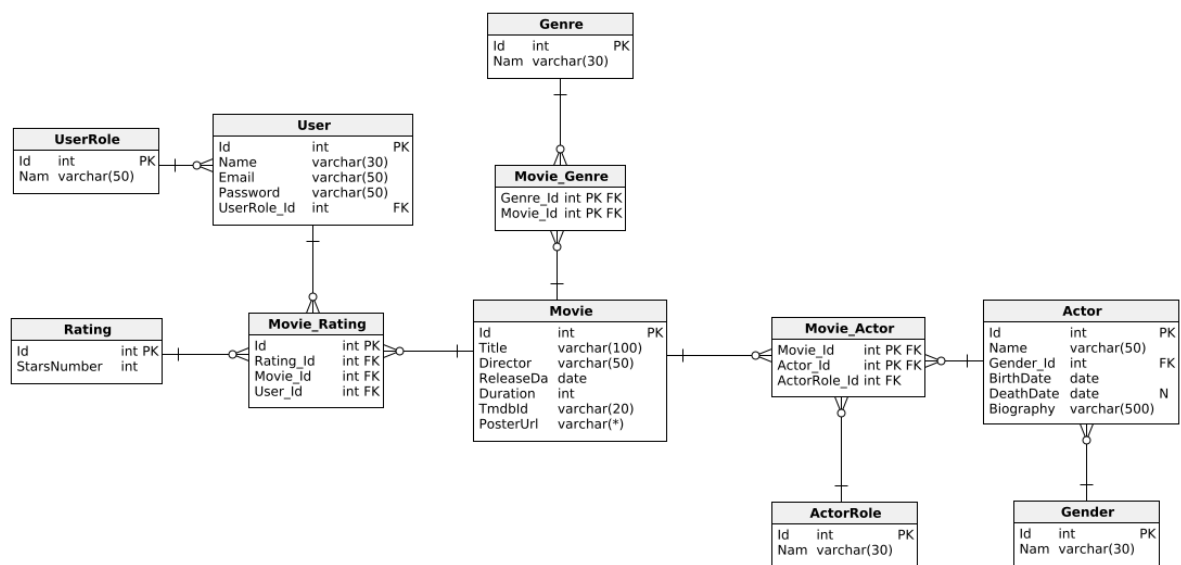 Genre
Id int PK
Nam varchar(30)
UserRole
Id int PK
Nam varchar(50)
User
Id int PK
Name varchar(30)
Email varchar(50)
Password varchar(50)
UserRole_Id int FK
Movie_Genre
Genre_Id int PK FK
Movie_Id int PK FK
Rating
Id int PK
StarsNumber int
Movie_Rating
Id int PK
Rating_Id int FK
Movie_Id int FK
User_Id int FK
Movie
Id int PK
Title varchar(100)
Director varchar(50)
ReleaseDa date
Duration int
TmdbId varchar(20)
PosterUrl varchar(*)
Movie_Actor
Movie_Id int PK FK
Actor_Id int PK FK
ActorRole_Id int FK
Actor
Id int PK
Name varchar(50)
Gender_Id int FK
BirthDate date
DeathDate date N
Biography varchar(500)
ActorRole
Id int PK
Nam varchar(30)
Gender
Id int PK
Nam varchar(30)